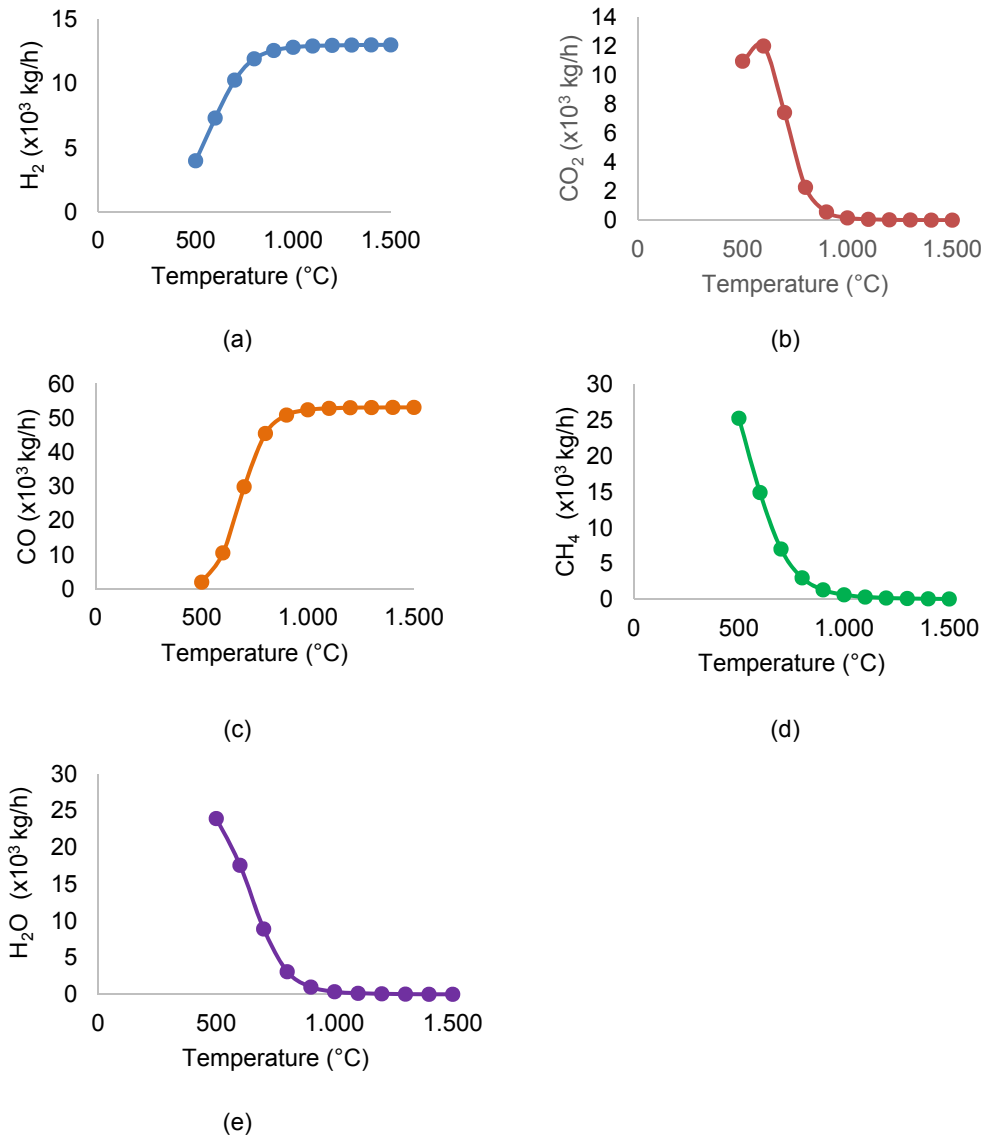 H₂ (x10³ kg/h)
15
10
5
0
0 500 1.000 1.500
Temperature (°C)
(a)
CO₂ (x10³ kg/h)
14
12
10
8
6
4
2
0
0 500 1.000 1.500
Temperature (°C)
(b)
CO (x10³ kg/h)
60
50
40
30
20
10
0
0 500 1.000 1.500
Temperature (°C)
(c)
CH₄ (x10³ kg/h)
30
25
20
15
10
5
0
0 500 1.000 1.500
Temperature (°C)
(d)
H₂O (x10³ kg/h)
30
25
20
15
10
5
0
0 500 1.000 1.500
Temperature (°C)
(e)